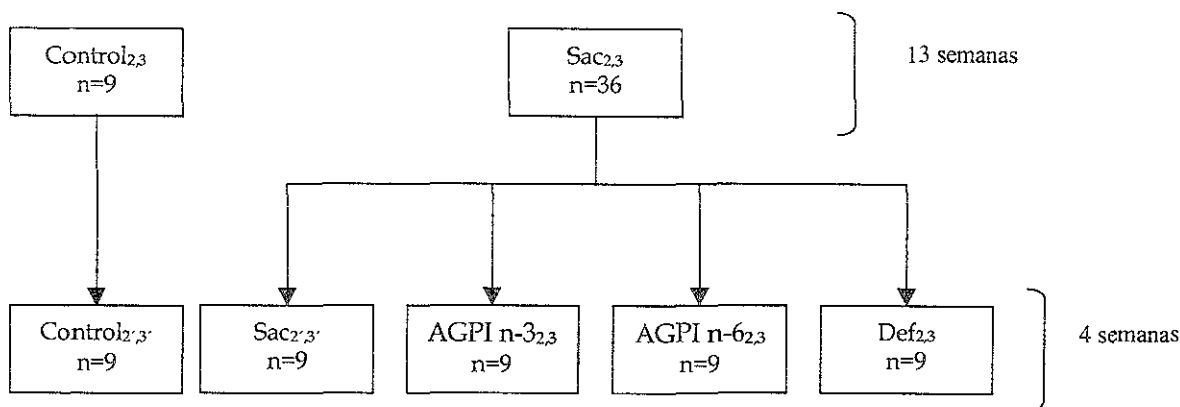 Control2,3
n=9
Sac2,3
n=36
13 semanas
Control2´,3´
n=9
Sac2´,3´
n=9
AGPI n-32,3
n=9
AGPI n-62,3
n=9
Def2,3
n=9
4 semanas